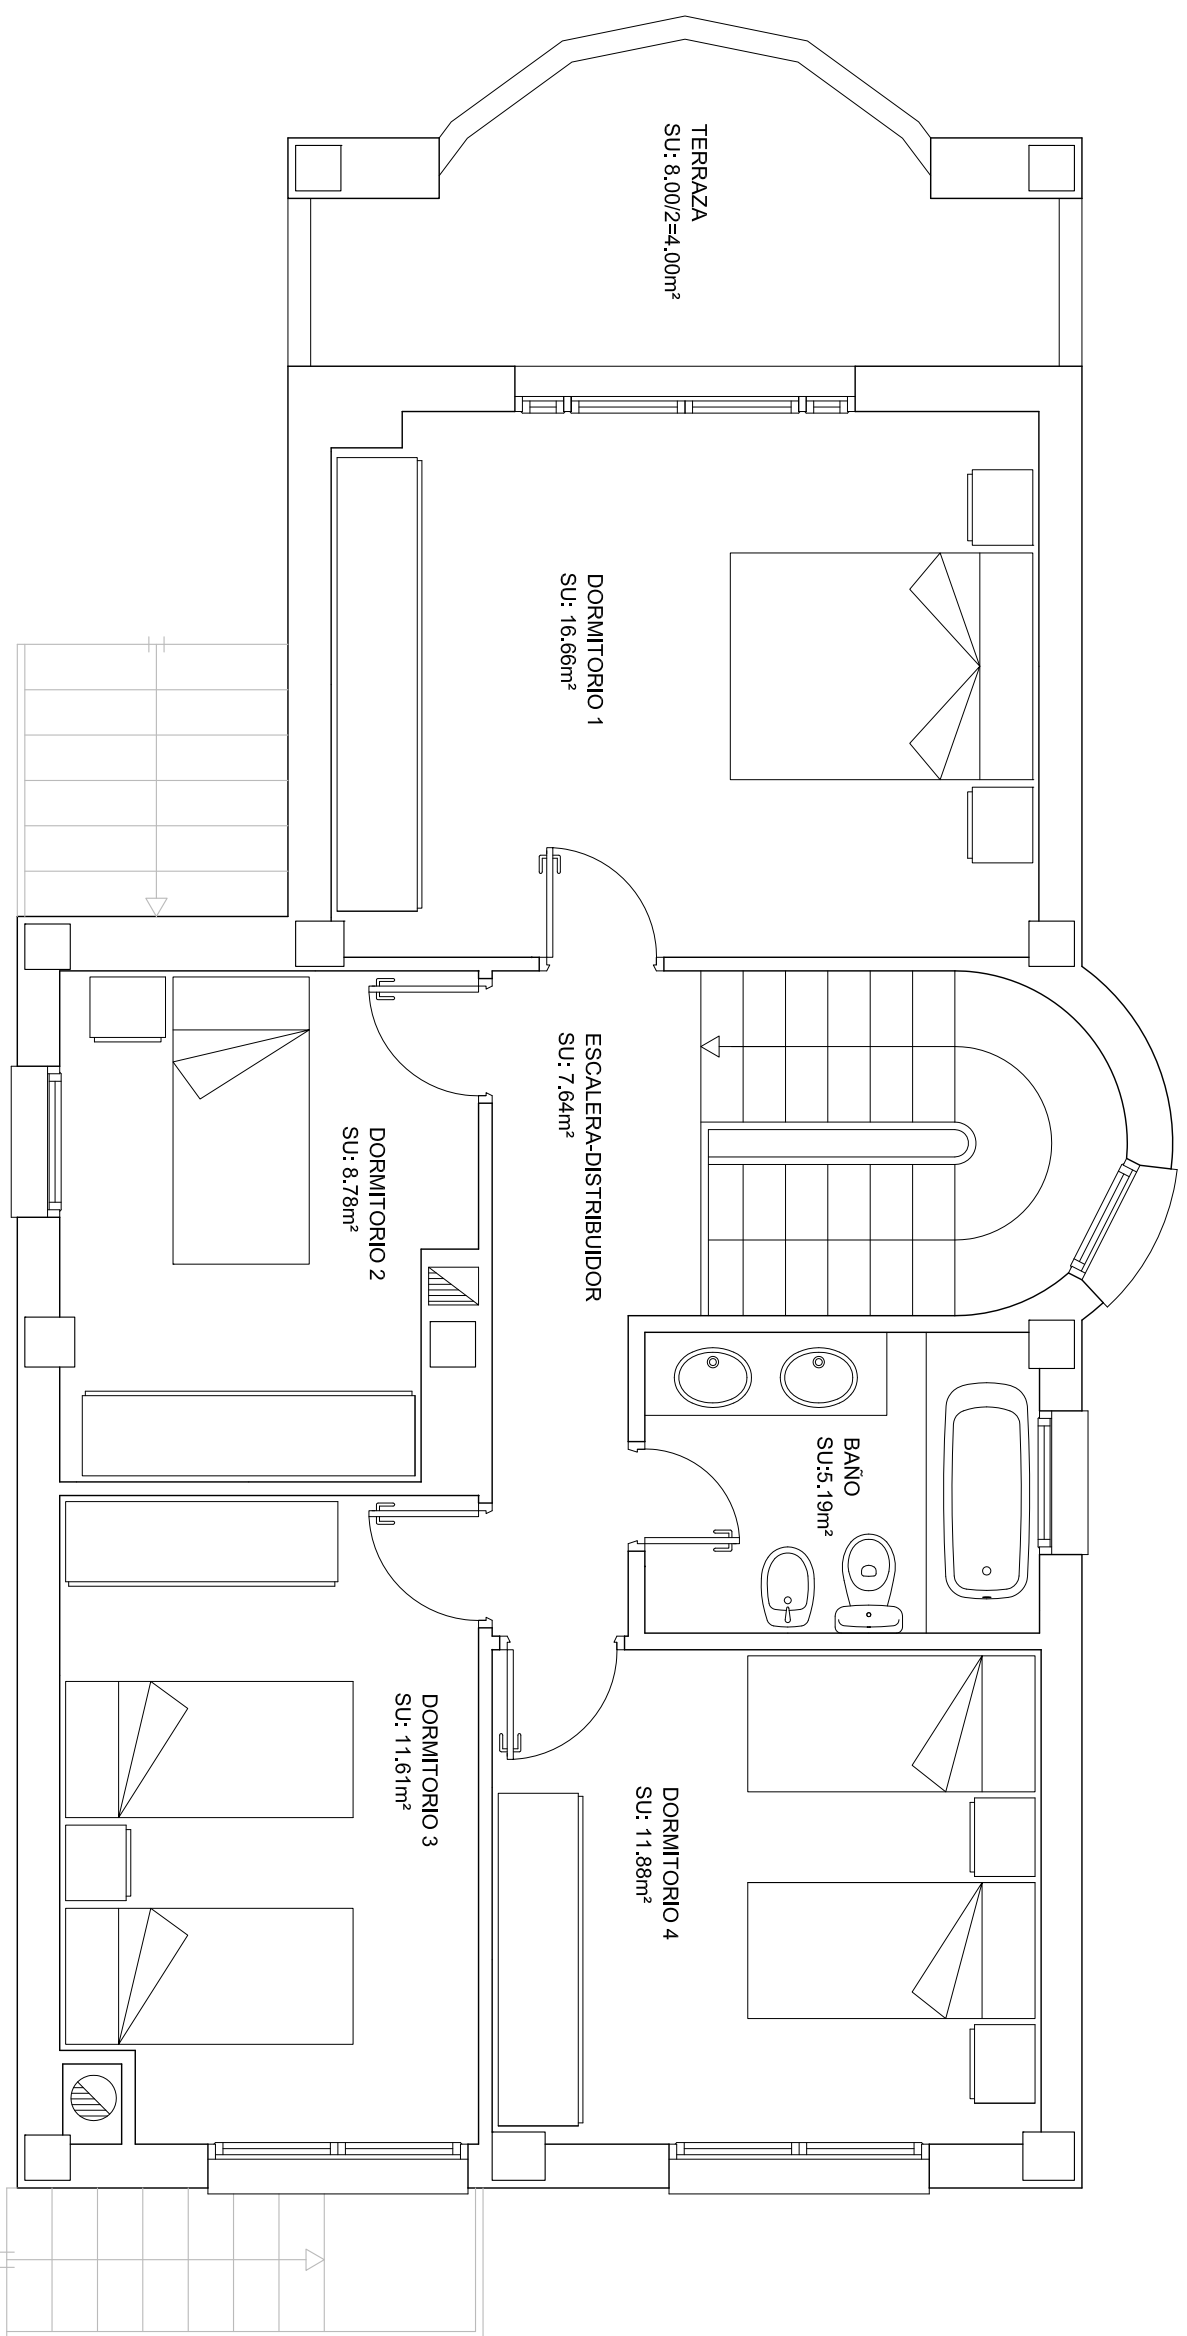 TERRAZA
SU: 8.00/2=4.00m²
DORMITORIO 1
SU: 16.66m²
ESCALERA-DISTRIBUIDOR
SU: 7.64m²
DORMITORIO 2
SU: 8.78m²
BAÑO
SU:5.19m²
DORMITORIO 3
SU: 11.61m²
DORMITORIO 4
SU: 11.88m²